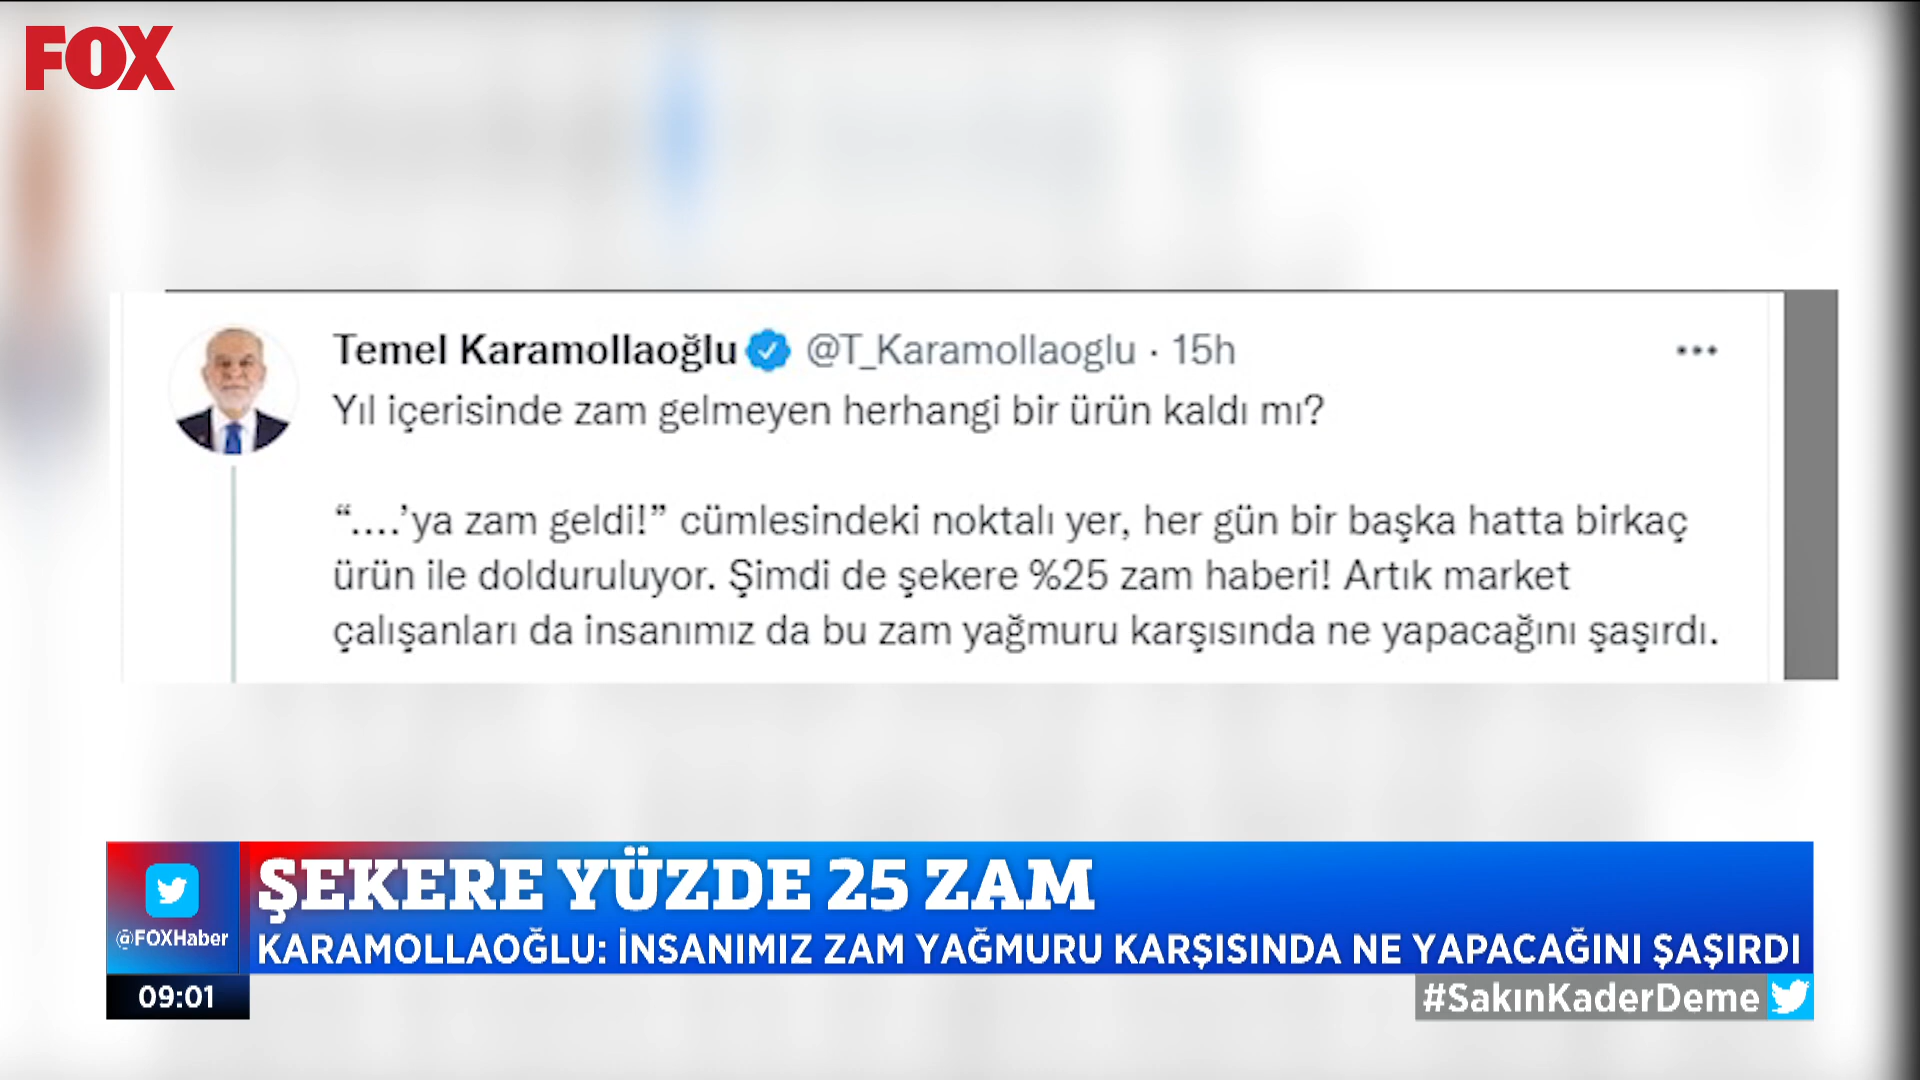 FOX
Temel Karamollaoğlu @T_Karamollaoglu · 15h
Yıl içerisinde zam gelmeyen herhangi bir ürün kaldı mı?
“....’ya zam geldi!” cümlesindeki noktalı yer, her gün bir başka hatta birkaç
ürün ile dolduruluyor. Şimdi de şekere %25 zam haberi! Artık market
çalışanları da insanımız da bu zam yağmuru karşısında ne yapacağını şaşırdı.
ŞEKERE YÜZDE 25 ZAM
@FOXHaber
KARAMOLLAOĞLU: İNSANIMIZ ZAM YAĞMURU KARŞISINDA NE YAPACAĞINI ŞAŞIRDI
09:01
#SakınKaderDeme